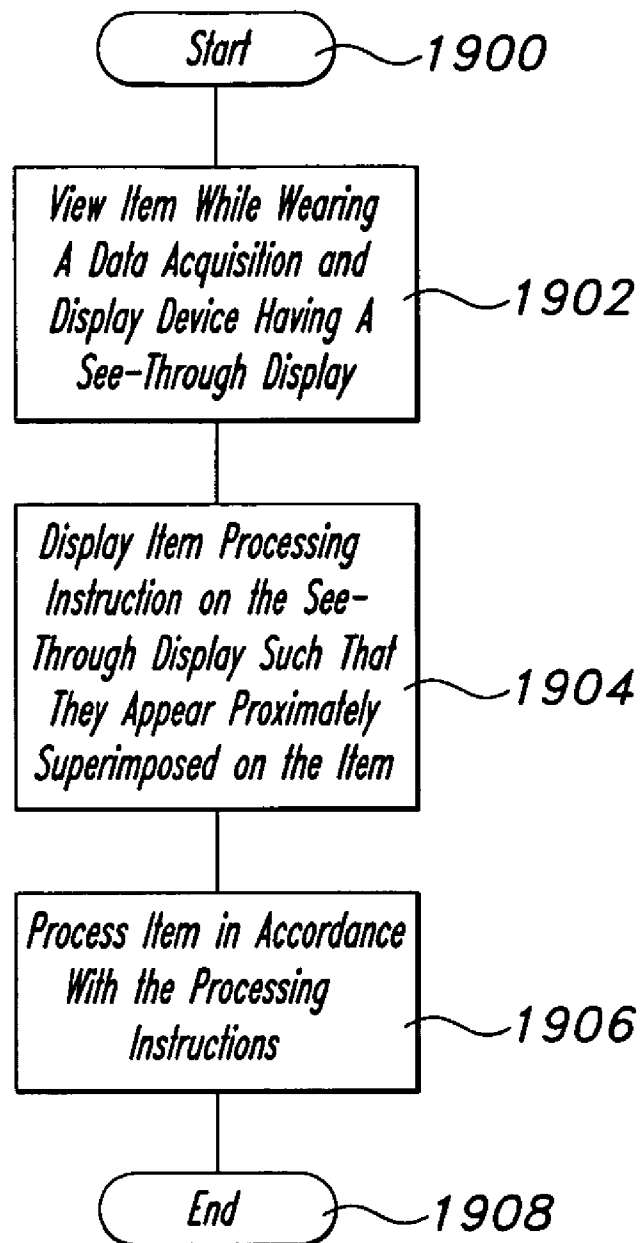 Start
1900
View Item While Wearing
A Data Acquisition and
Display Device Having A
See-Through Display
1902
Display Item Processing
Instruction on the See-
Through Display Such That
They Appear Proximately
Superimposed on the Item
1904
Process Item in Accordance
With the Processing
Instructions
1906
End
1908